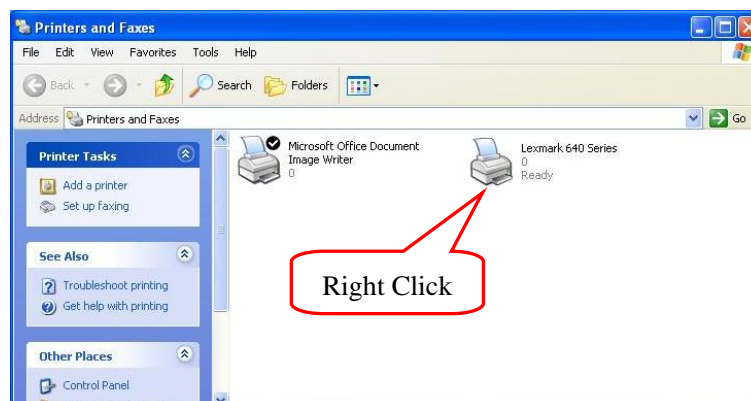 Printers and Faxes
File Edit View Favorites Tools Help
Back Search Folders
Address Printers and Faxes Go
Printer Tasks
Add a printer
Set up faxing
See Also
Troubleshoot printing
Get help with printing
Other Places
Control Panel
Microsoft Office Document
Image Writer
0
Lexmark 640 Series
0
Ready
Right Click